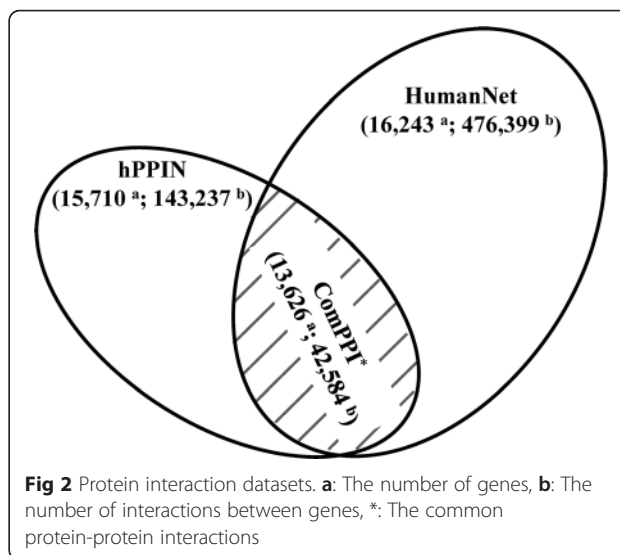 HumanNet
(16,243 a; 476,399 b)
hPPIN
(15,710 a; 143,237 b)
ComPPI*
(13,626 a; 42,584 b)
Fig 2 Protein interaction datasets. a: The number of genes, b: The
number of interactions between genes, *: The common
protein-protein interactions